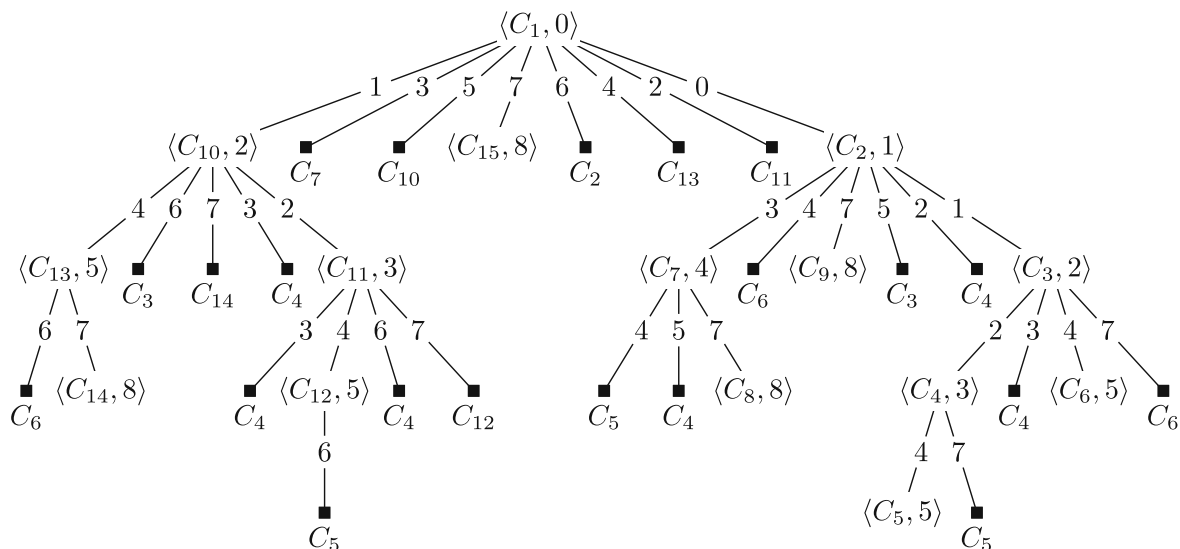 ⟨C₁, 0⟩
1 3 5 7 6 4 2 0
⟨C₁₀, 2⟩ ⟨C₁₅, 8⟩ ⟨C₂, 1⟩
C₇ C₁₀ C₂ C₁₃ C₁₁
4 6 7 3 2 3 4 7 5 2 1
⟨C₁₃, 5⟩ ⟨C₁₁, 3⟩ ⟨C₇, 4⟩ ⟨C₉, 8⟩ ⟨C₃, 2⟩
C₃ C₁₄ C₄ C₆ C₃ C₄
6 7 3 4 6 7 4 5 7 2 3 4 7
⟨C₁₄, 8⟩ ⟨C₁₂, 5⟩ ⟨C₈, 8⟩ ⟨C₄, 3⟩ ⟨C₆, 5⟩
C₆ C₄ C₄ C₁₂ C₅ C₄ C₄ C₆
6 4 7
⟨C₅, 5⟩
C₅ C₅